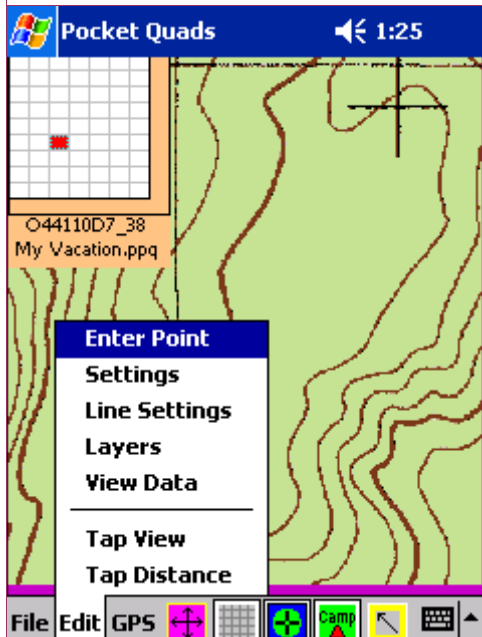 Pocket Quads 1:25
O44110D7_38
My Vacation.ppq
Enter Point
Settings
Line Settings
Layers
View Data
Tap View
Tap Distance
File Edit GPS Camp